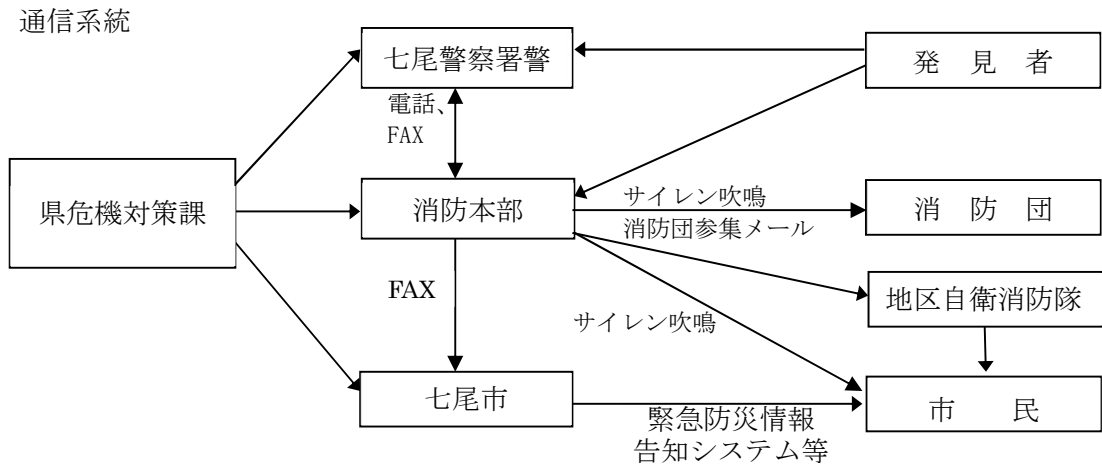 通信系統
七尾警察署警
発　見　者
電話、
FAX
県危機対策課
消防本部
サイレン吹鳴
消防団参集メール
消　防　団
FAX
サイレン吹鳴
地区自衛消防隊
七尾市
緊急防災情報
告知システム等
市　　民